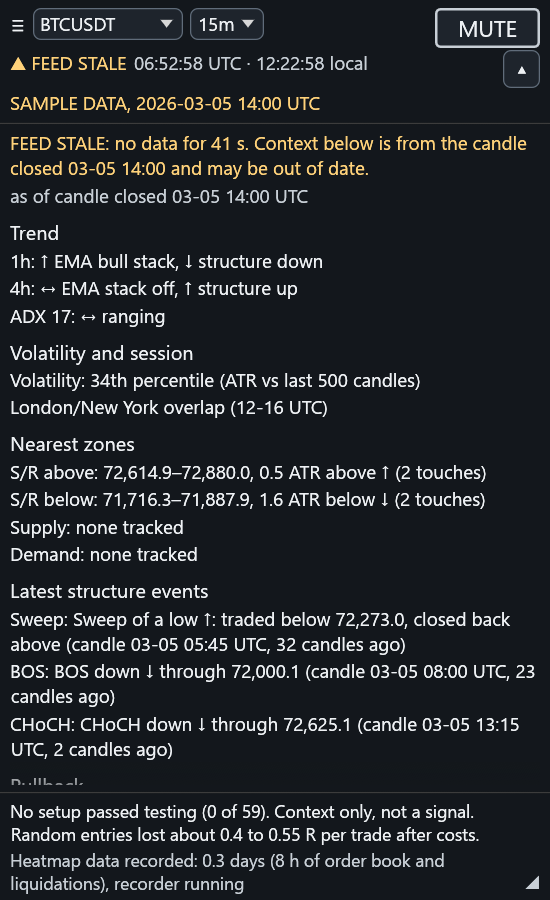 ☰ BTCUSDT ▼ 15m ▼ MUTE
▲ FEED STALE 06:52:58 UTC · 12:22:58 local
▲
SAMPLE DATA, 2026-03-05 14:00 UTC
FEED STALE: no data for 41 s. Context below is from the candle
closed 03-05 14:00 and may be out of date.
as of candle closed 03-05 14:00 UTC
Trend
1h: ↑ EMA bull stack, ↓ structure down
4h: ↔ EMA stack off, ↑ structure up
ADX 17: ↔ ranging
Volatility and session
Volatility: 34th percentile (ATR vs last 500 candles)
London/New York overlap (12-16 UTC)
Nearest zones
S/R above: 72,614.9–72,880.0, 0.5 ATR above ↑ (2 touches)
S/R below: 71,716.3–71,887.9, 1.6 ATR below ↓ (2 touches)
Supply: none tracked
Demand: none tracked
Latest structure events
Sweep: Sweep of a low ↑: traded below 72,273.0, closed back
above (candle 03-05 05:45 UTC, 32 candles ago)
BOS: BOS down ↓ through 72,000.1 (candle 03-05 08:00 UTC, 23
candles ago)
CHoCH: CHoCH down ↓ through 72,625.1 (candle 03-05 13:15
UTC, 2 candles ago)
Pullback
No setup passed testing (0 of 59). Context only, not a signal.
Random entries lost about 0.4 to 0.55 R per trade after costs.
Heatmap data recorded: 0.3 days (8 h of order book and
liquidations), recorder running